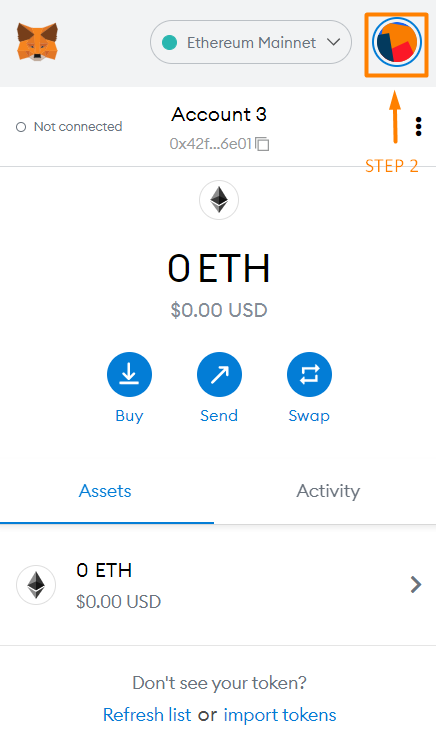 Ethereum Mainnet
Not connected
Account 3
0x42f...6e01
STEP 2
0 ETH
$0.00 USD
Buy
Send
Swap
Assets
Activity
0 ETH
$0.00 USD
Don't see your token?
Refresh list or import tokens